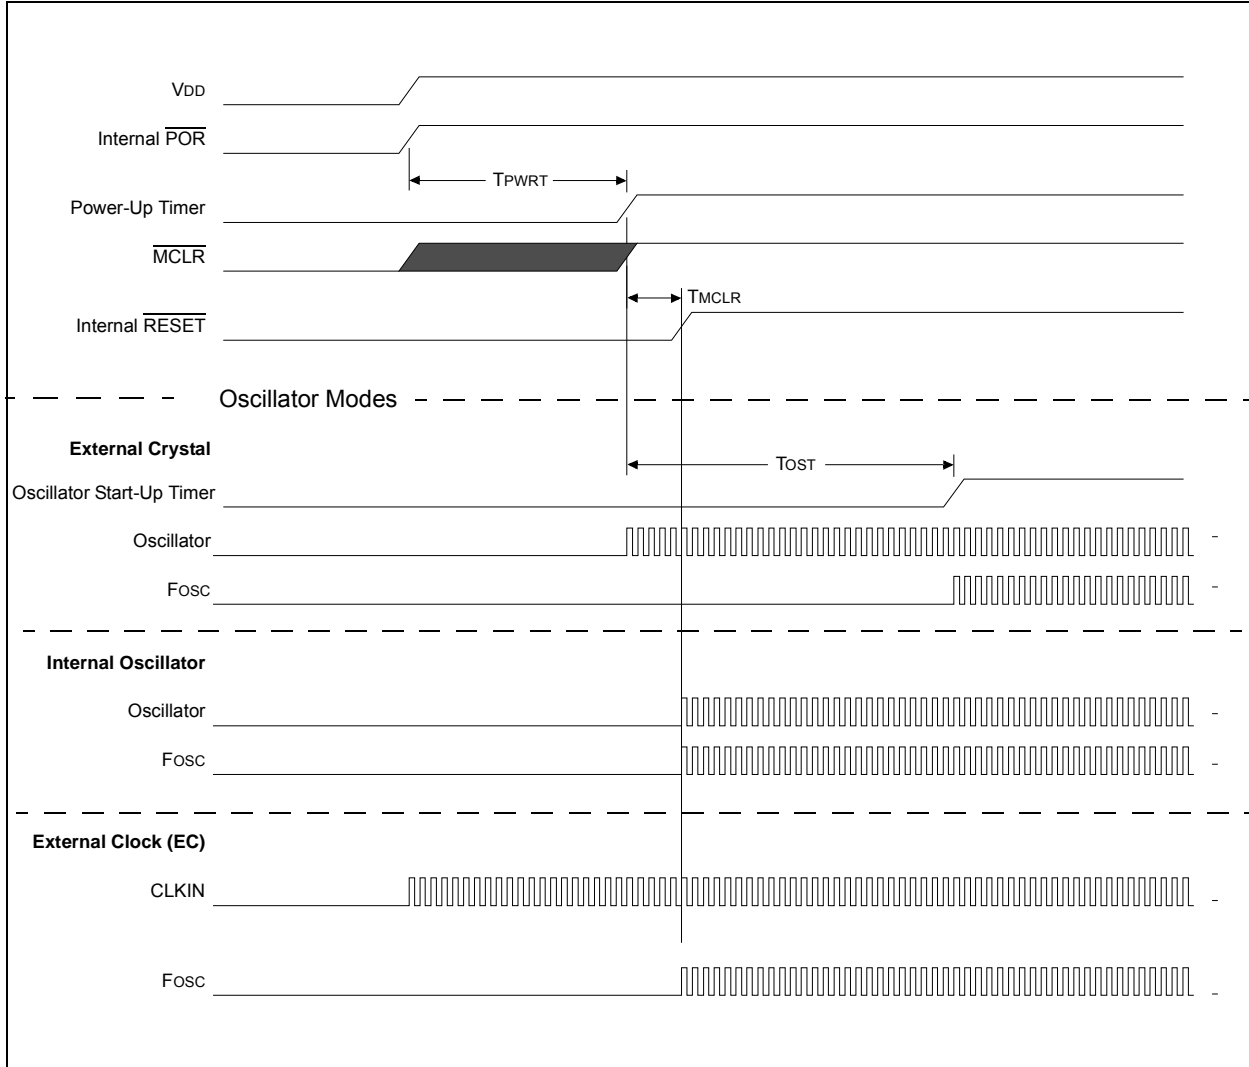 VDD
Internal POR
TPWRT
Power-Up Timer
MCLR
TMCLR
Internal RESET
Oscillator Modes
External Crystal
TOST
Oscillator Start-Up Timer
Oscillator
FOSC
Internal Oscillator
Oscillator
FOSC
External Clock (EC)
CLKIN
FOSC